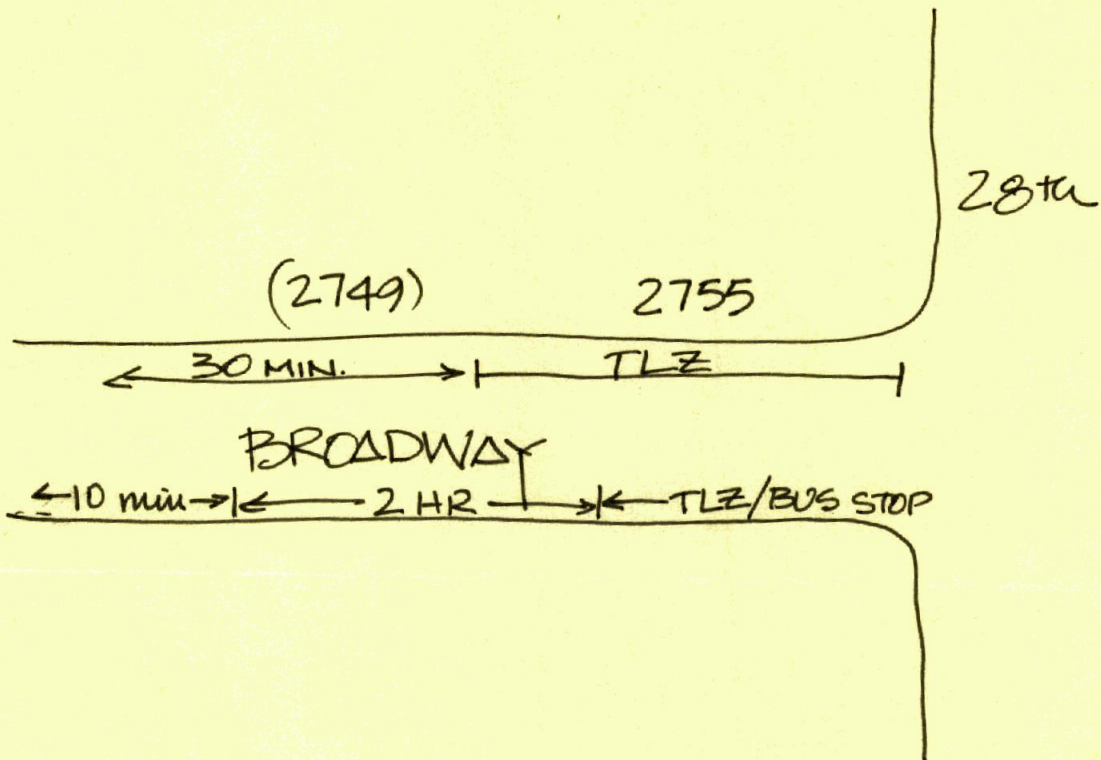 28th
(2749) 2755
30 MIN. TLZ
BROADWAY
10 min 2 HR TLZ/BUS STOP